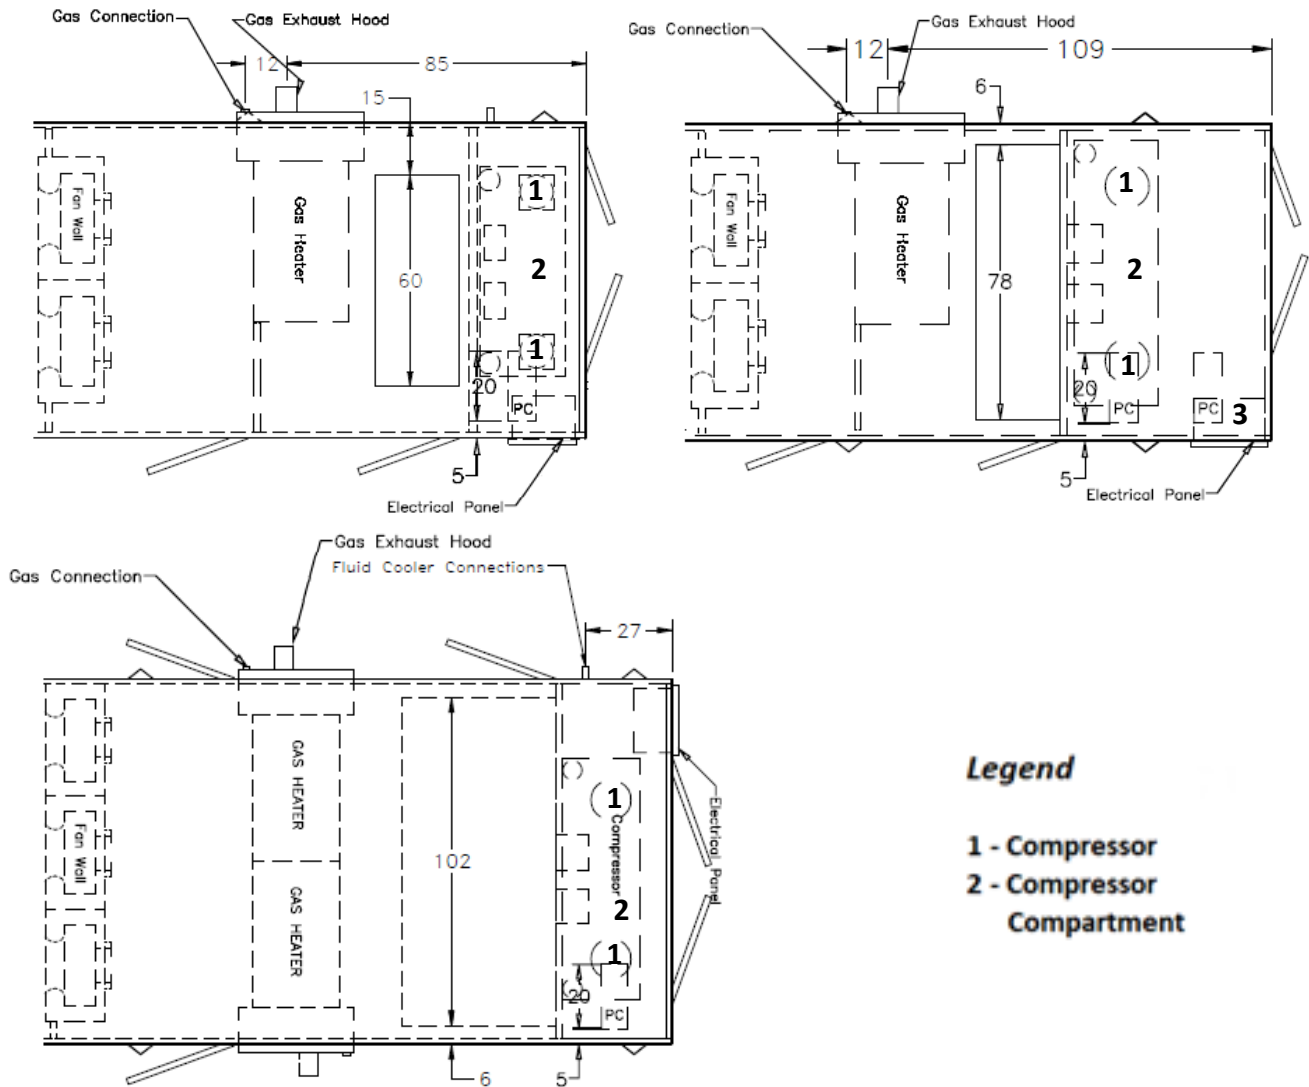 Gas Connection
Gas Exhaust Hood
12
85
15
Fan Wall
Gas Heater
60
1
2
1
20
PC
5
Electrical Panel
Gas Connection
Gas Exhaust Hood
12
109
6
Fan Wall
Gas Heater
78
1
2
1
20
PC
PC
3
5
Electrical Panel
Gas Exhaust Hood
Fluid Cooler Connections
Gas Connection
27
Fan Wall
GAS HEATER
GAS HEATER
102
1
Compressor
2
1
20
PC
Electrical Panel
6
5
Legend
1 - Compressor
2 - Compressor
Compartment